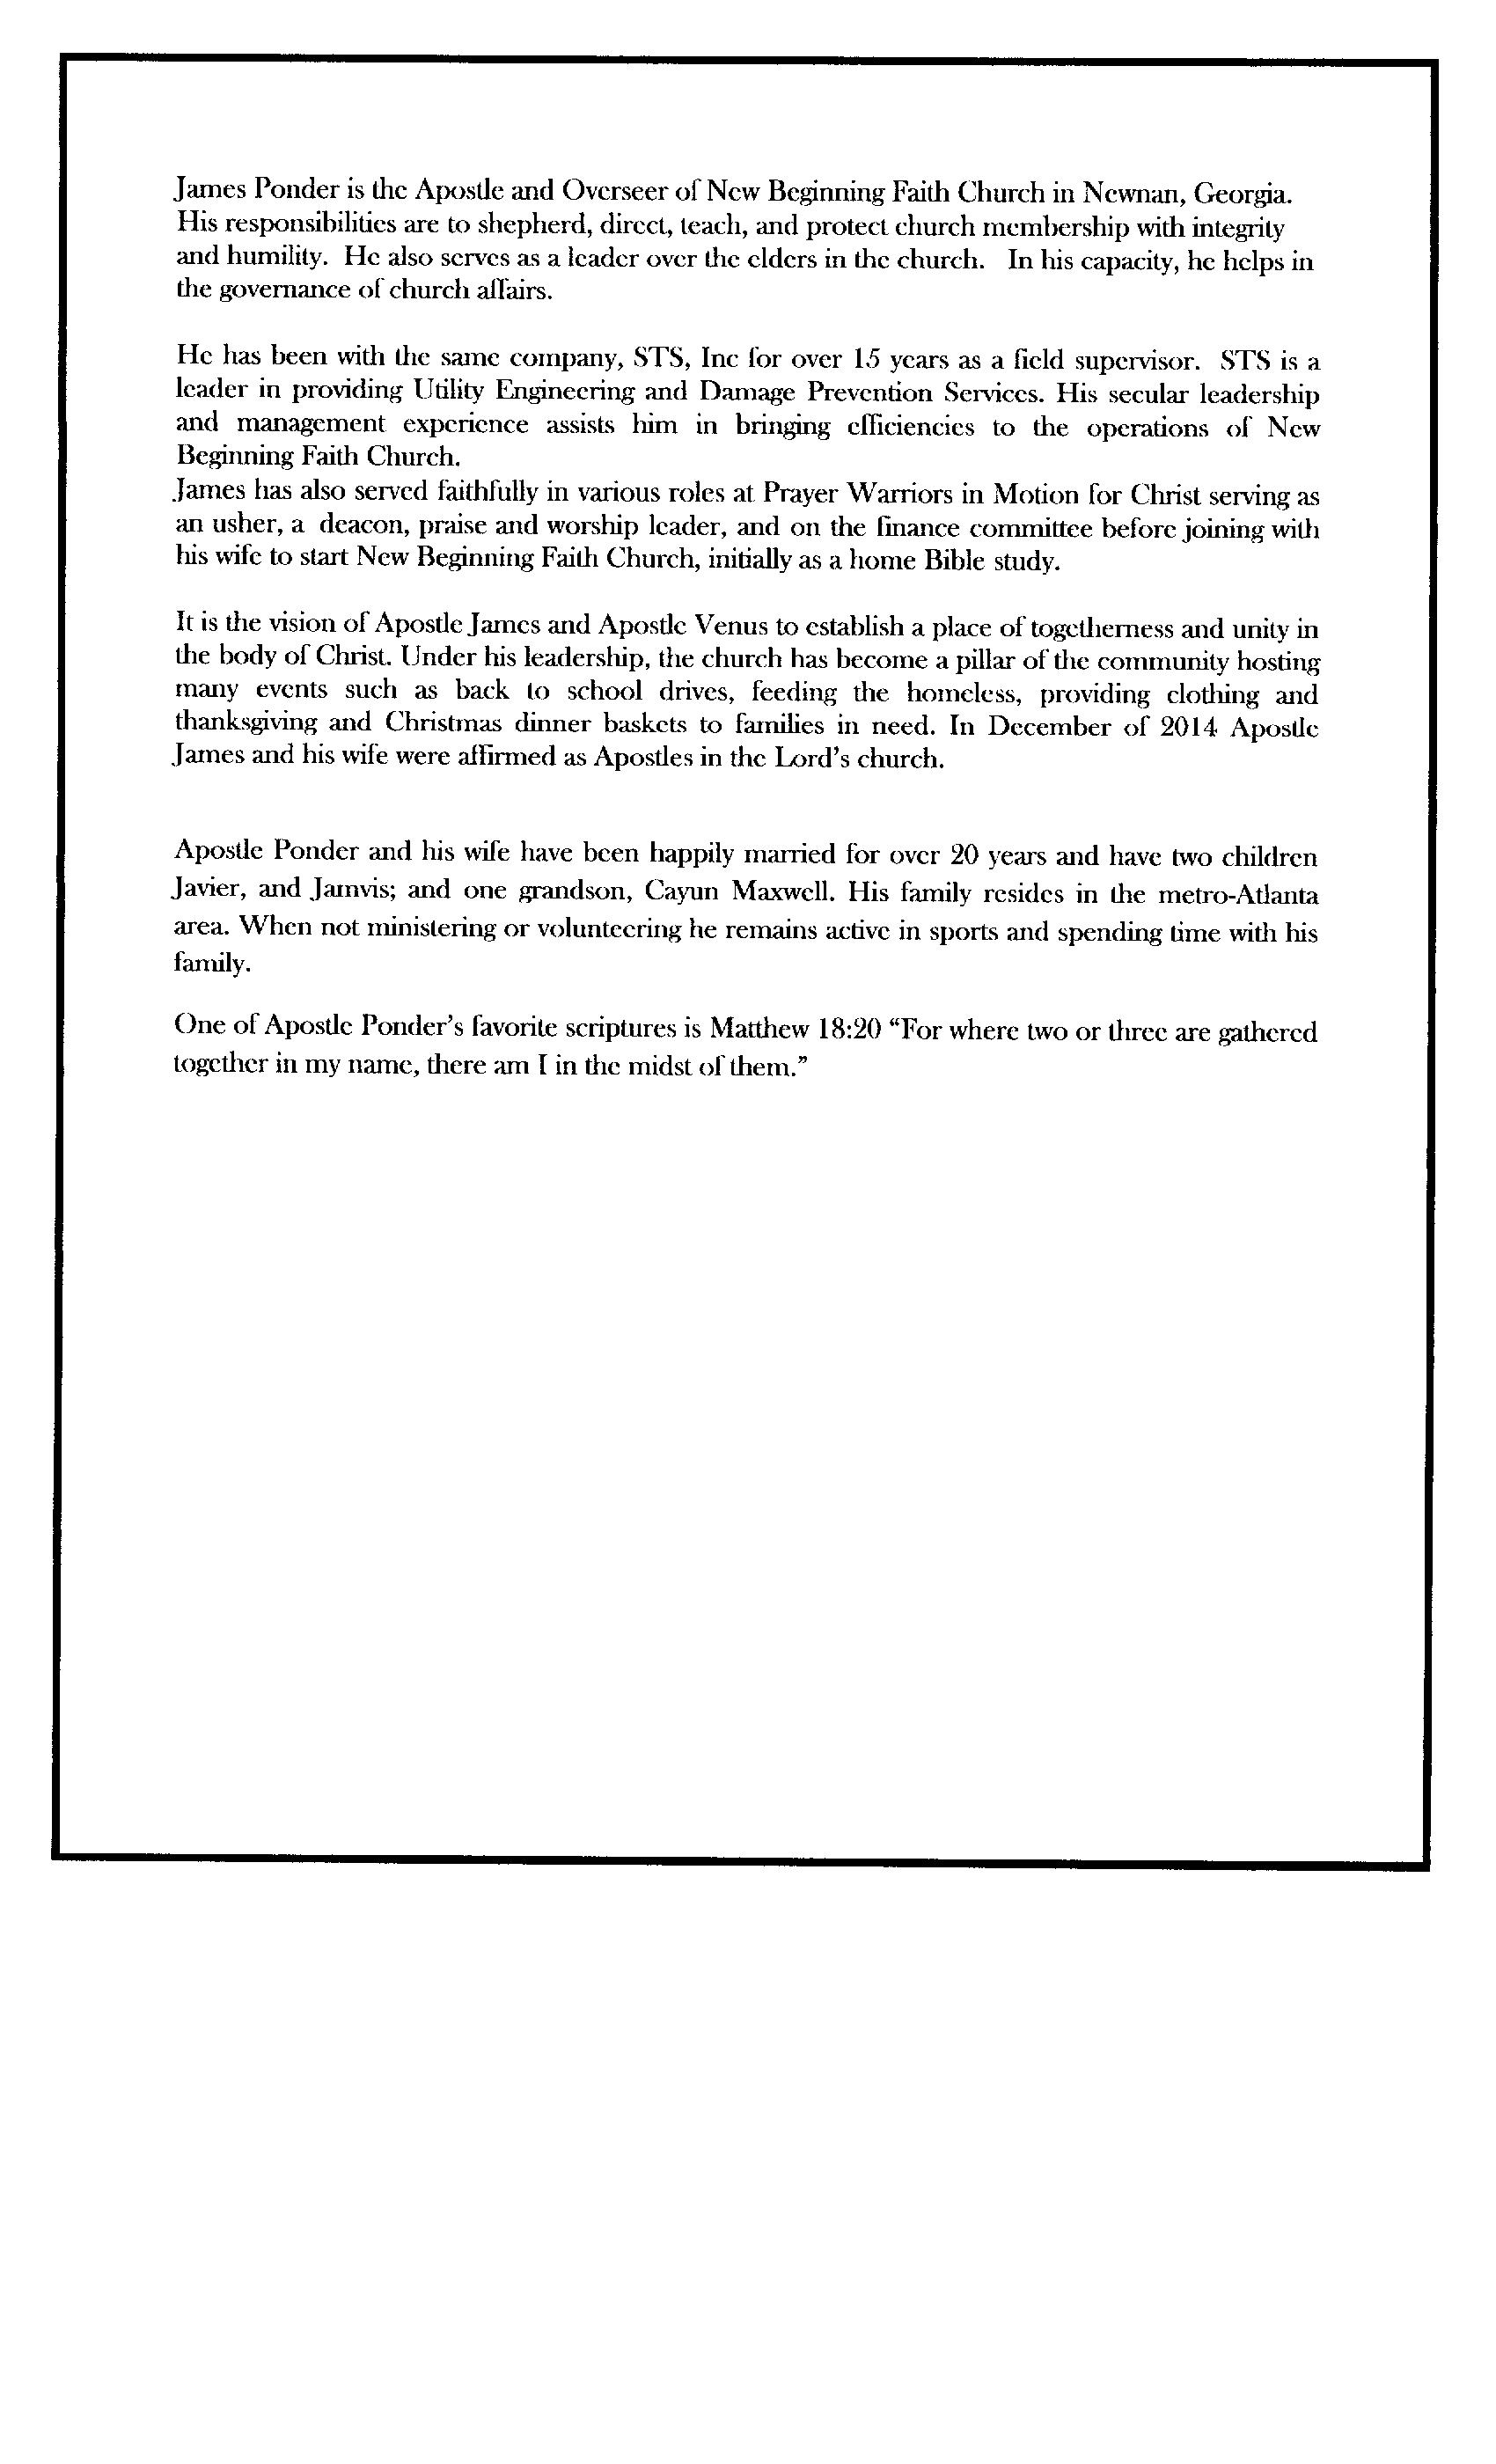 James Ponder is the Apostle and Overseer of New Beginning Faith Church in Newnan, Georgia.
His responsibilities are to shepherd, direct, teach, and protect church membership with integrity
and humility.  He also serves as a leader over the elders in the church.   In his capacity, he helps in
the governance of church affairs.
He has been with the same company, STS, Inc for over 15 years as a field supervisor.  STS is a
leader in providing Utility Engineering and Damage Prevention Services. His secular leadership
and management experience assists him in bringing efficiencies to the operations of New
Beginning Faith Church.
James has also served faithfully in various roles at Prayer Warriors in Motion for Christ serving as
an usher, a  deacon, praise and worship leader, and on the finance committee before joining with
his wife to start New Beginning Faith Church, initially as a home Bible study.
It is the vision of Apostle James and Apostle Venus to establish a place of togetherness and unity in
the body of Christ. Under his leadership, the church has become a pillar of the community hosting
many events such as back to school drives, feeding the homeless, providing clothing and
thanksgiving and Christmas dinner baskets to families in need. In December of 2014 Apostle
James and his wife were affirmed as Apostles in the Lord's church.
Apostle Ponder and his wife have been happily married for over 20 years and have two children
Javier, and Jamvis; and one grandson, Cayun Maxwell. His family resides in the metro-Atlanta
area. When not ministering or volunteering he remains active in sports and spending time with his
family.
One of Apostle Ponder's favorite scriptures is Matthew 18:20 "For where two or three are gathered
together in my name, there am I in the midst of them."